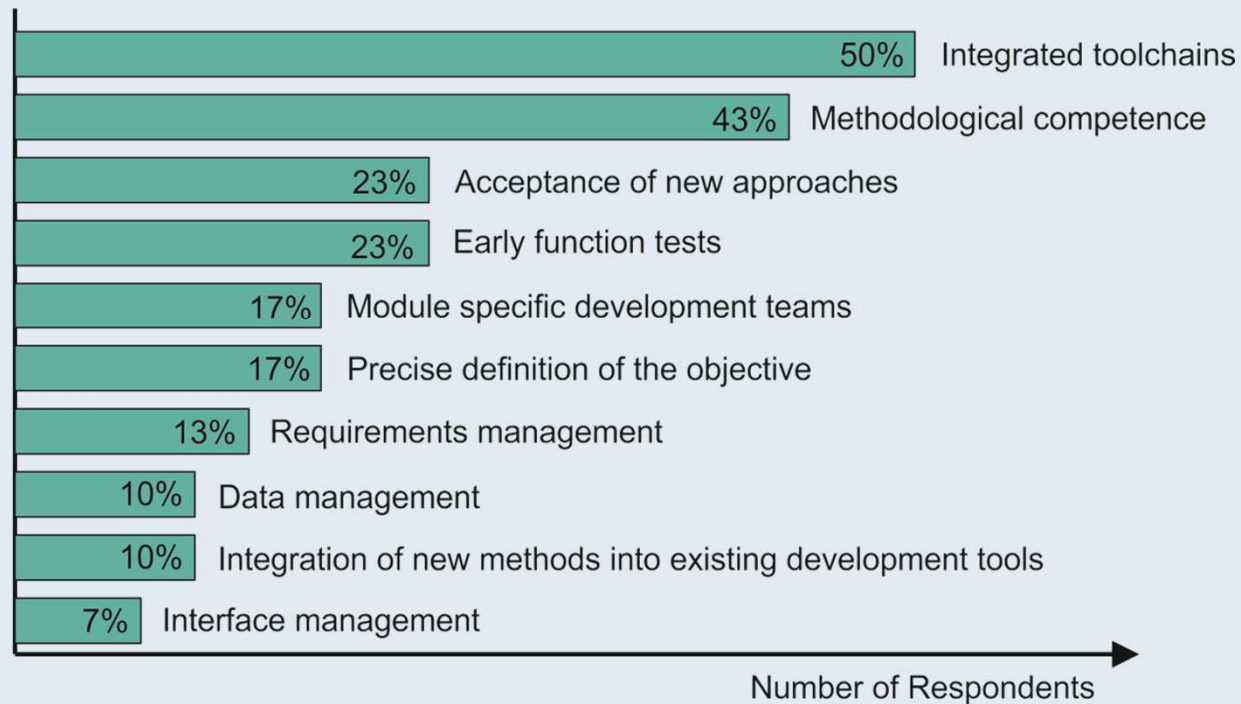 50% Integrated toolchains
43% Methodological competence
23% Acceptance of new approaches
23% Early function tests
17% Module specific development teams
17% Precise definition of the objective
13% Requirements management
10% Data management
10% Integration of new methods into existing development tools
7% Interface management
Number of Respondents